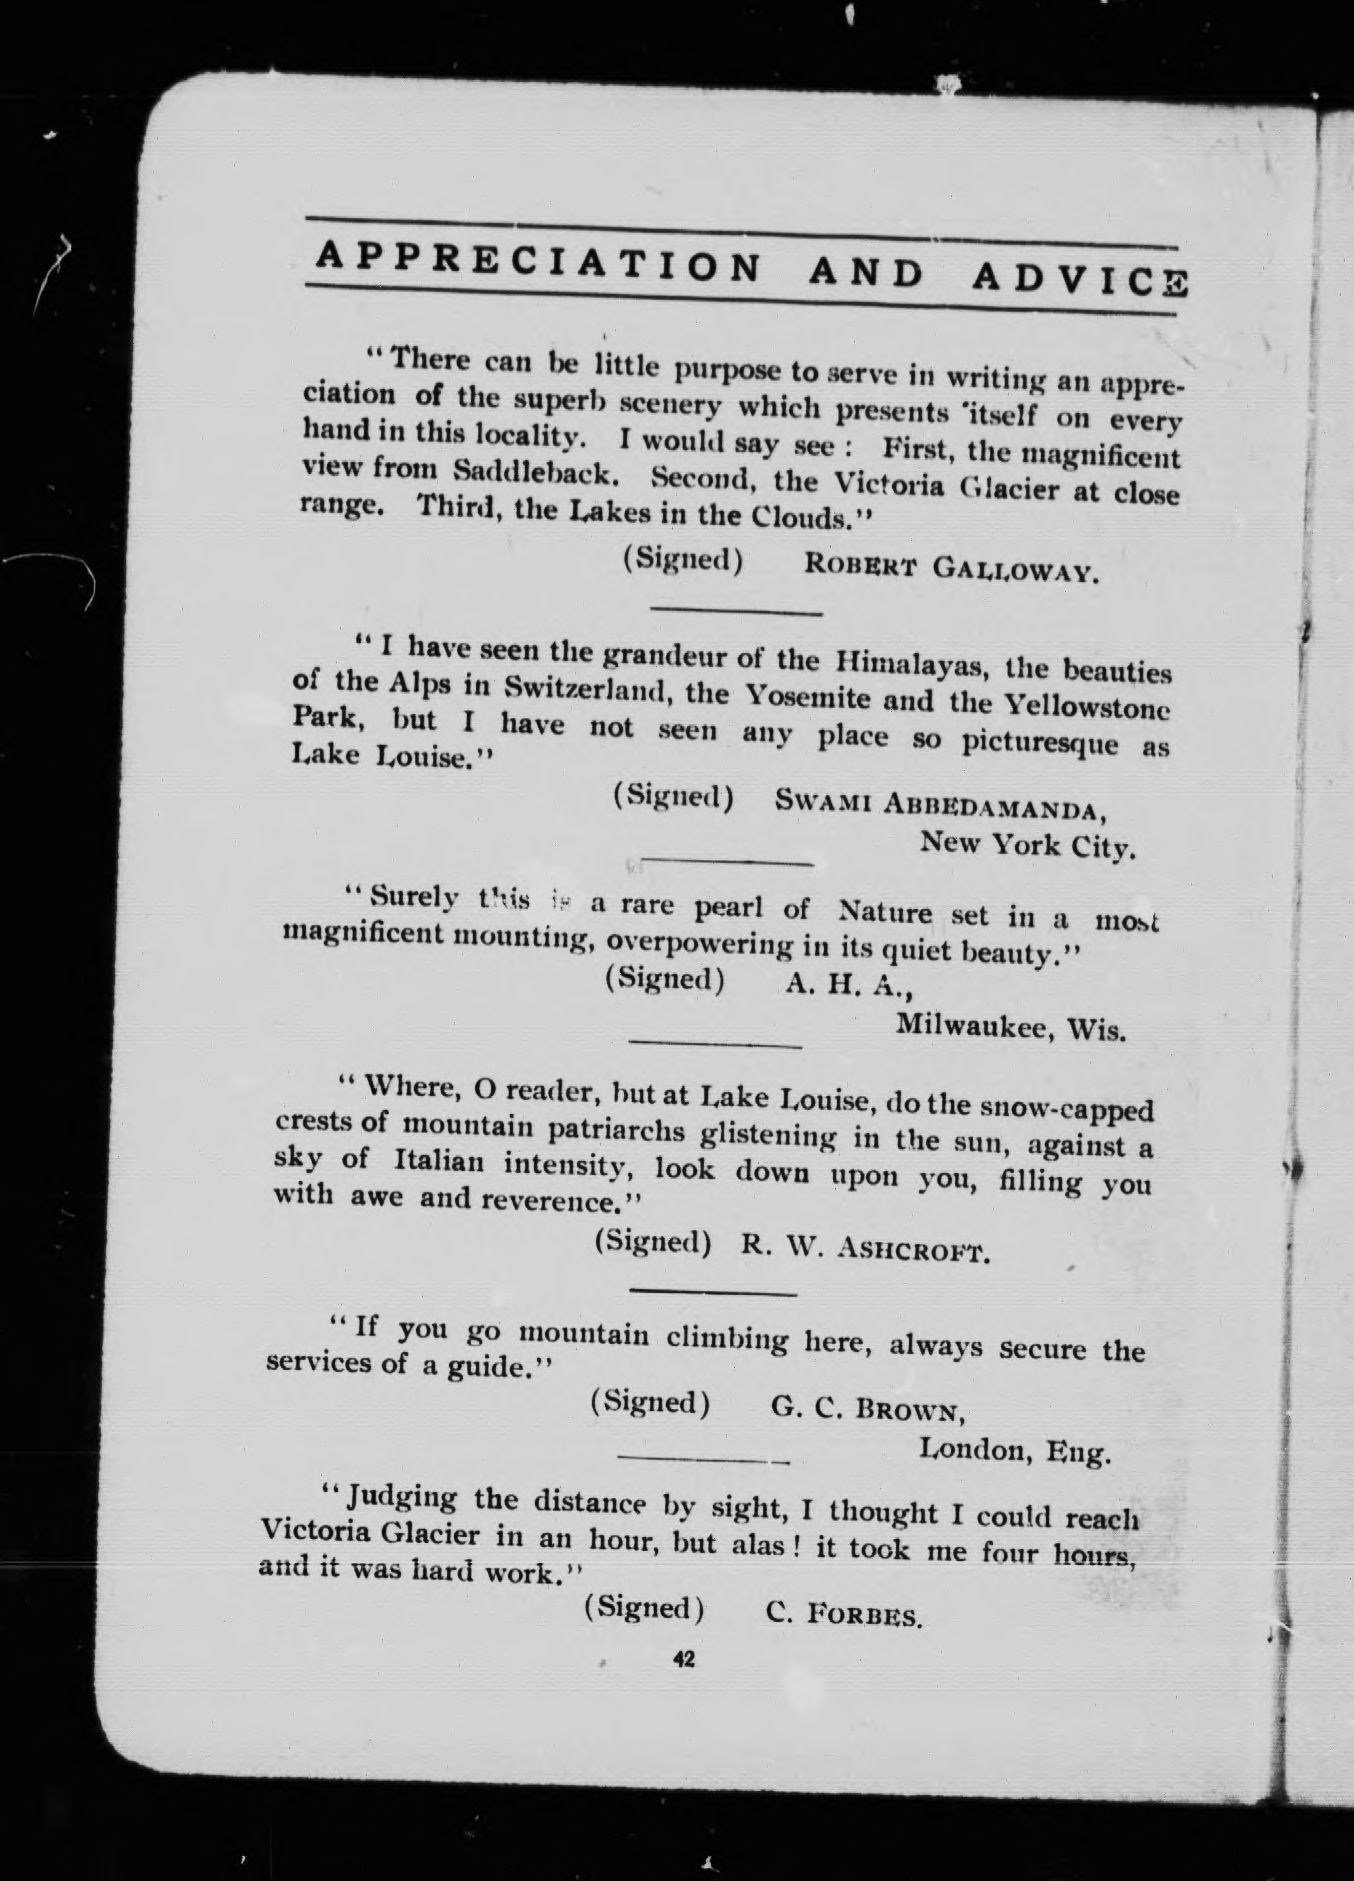 APPRECIATION AND ADVICE
“There can be little purpose to serve in writing an appre-
ciation of the superb scenery which presents itself on every
hand in this locality. I would say see : First, the magnificent
view from Saddleback. Second, the Victoria Glacier at close
range. Third, the Lakes in the Clouds.”
(Signed) ROBERT GALLOWAY.
“I have seen the grandeur of the Himalayas, the beauties
of the Alps in Switzerland, the Yosemite and the Yellowstone
Park, but I have not seen any place so picturesque as
Lake Louise.”
(Signed) SWAMI ABBEDAMANDA,
New York City.
“Surely this is a rare pearl of Nature set in a most
magnificent mounting, overpowering in its quiet beauty.”
(Signed) A. H. A.,
Milwaukee, Wis.
“Where, O reader, but at Lake Louise, do the snow-capped
crests of mountain patriarchs glistening in the sun, against a
sky of Italian intensity, look down upon you, filling you
with awe and reverence.”
(Signed) R. W. ASHCROFT.
“If you go mountain climbing here, always secure the
services of a guide.”
(Signed) G. C. BROWN,
London, Eng.
“Judging the distance by sight, I thought I could reach
Victoria Glacier in an hour, but alas ! it took me four hours,
and it was hard work.”
(Signed) C. FORBES.
42